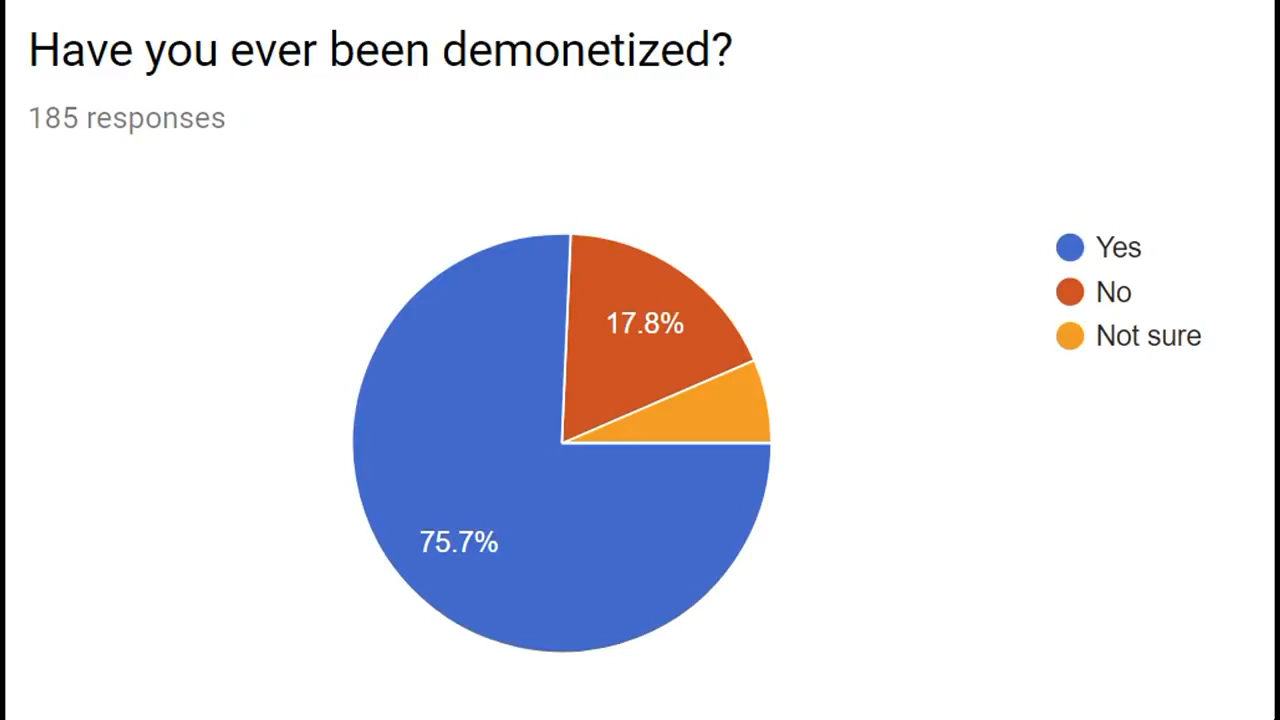 Have you ever been demonetized?
185 responses
Yes
No
Not sure
17.8%
75.7%